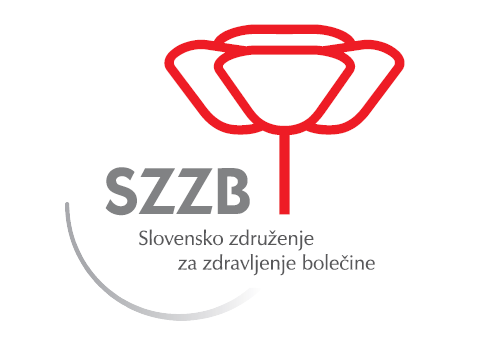 SZZB
Slovensko združenje
za zdravljenje bolečine